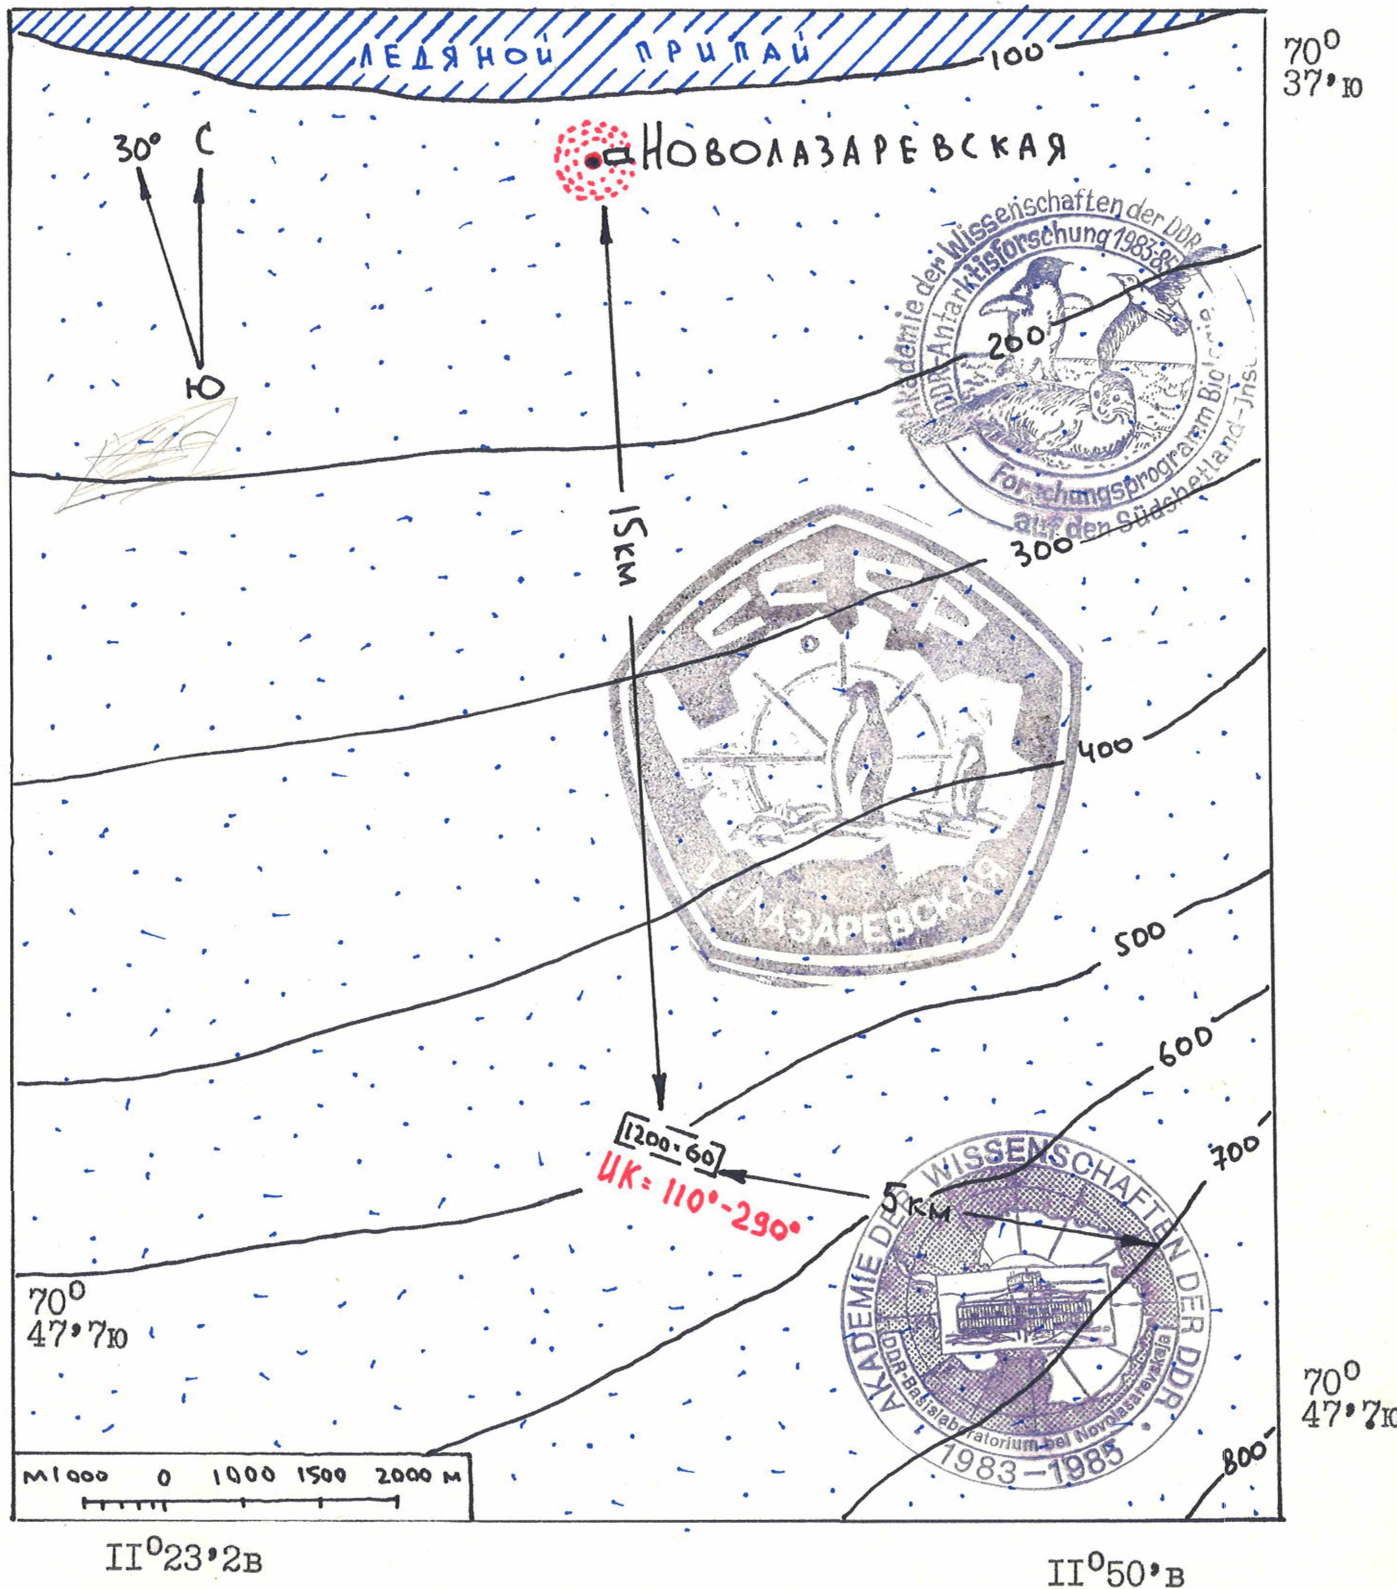 ЛЕДЯНОЙ ПРИПАЙ
100
70⁰
37,Ю
30° С
НОВОЛАЗАРЕВСКАЯ
Ю
Akademie der Wissenschaften der DDR
DDR-Antarktisforschung 1983-85
200
Forschungsprogramm Biologie
auf den Südshetland-Inse
15КМ
300
СССР
400
ЛАЗАРЕВСКАЯ
500
600
1200×60
ИК=110°-290°
5КМ
700
AKADEMIE DER WISSENSCHAFTEN DER DDR
DDR-Basislaboratorium bei Novolasarevskaja
1983-1985
70⁰
47,7Ю
70⁰
47,7Ю
800
М1000 0 1000 1500 2000 М
II⁰23,2В
II⁰50,В